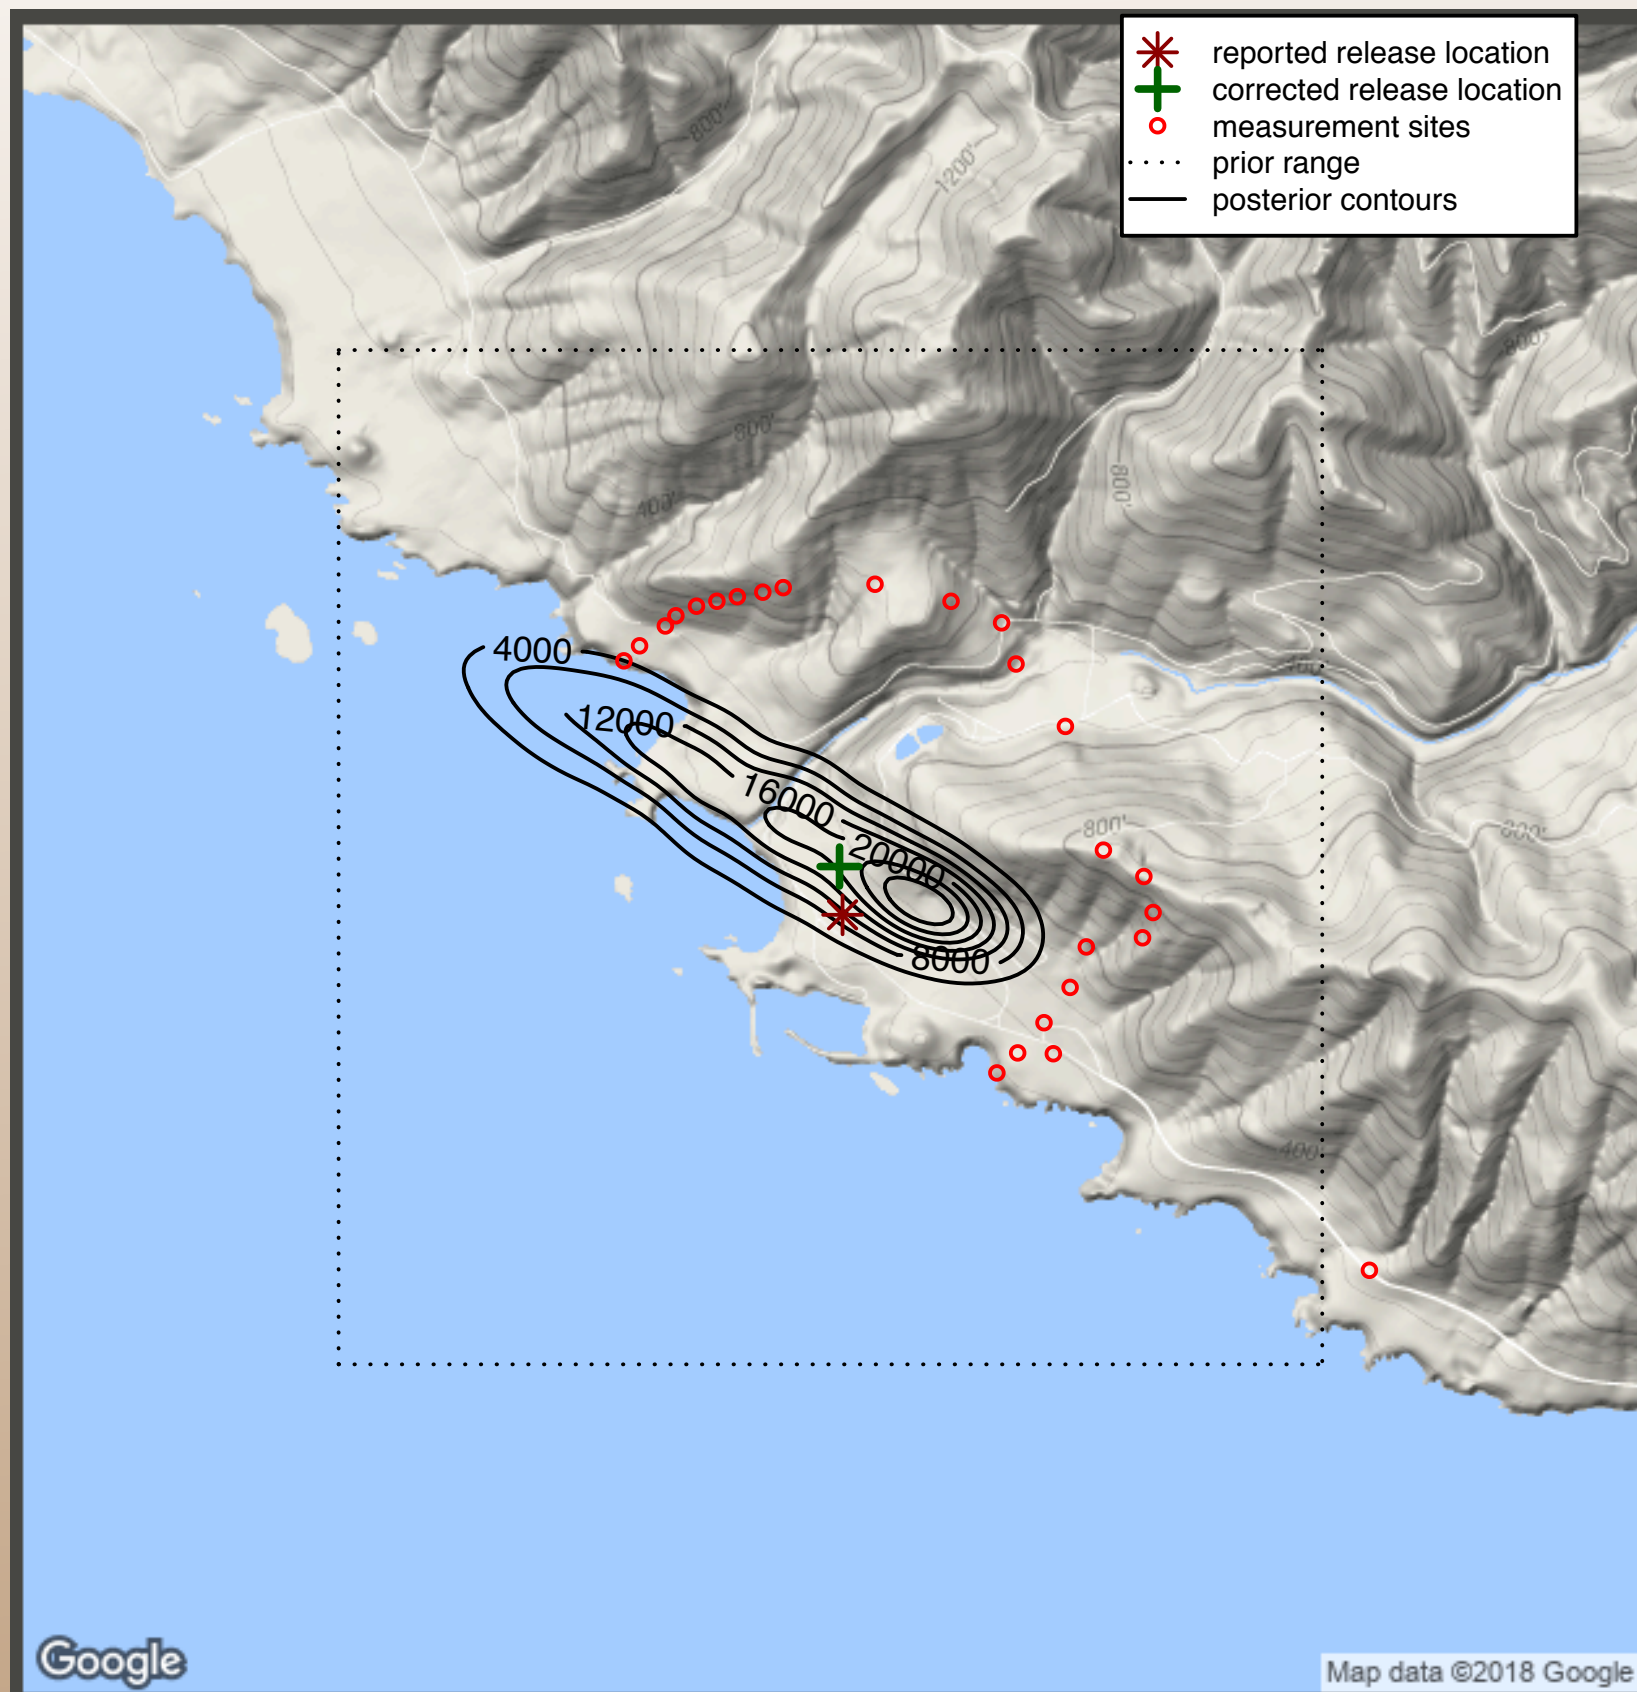 reported release location
corrected release location
measurement sites
prior range
posterior contours
800'
1200'
800'
800'
400'
800'
400'
4000
12000
16000
800'
800'
20000
8000
400'
Google
Map data ©2018 Google